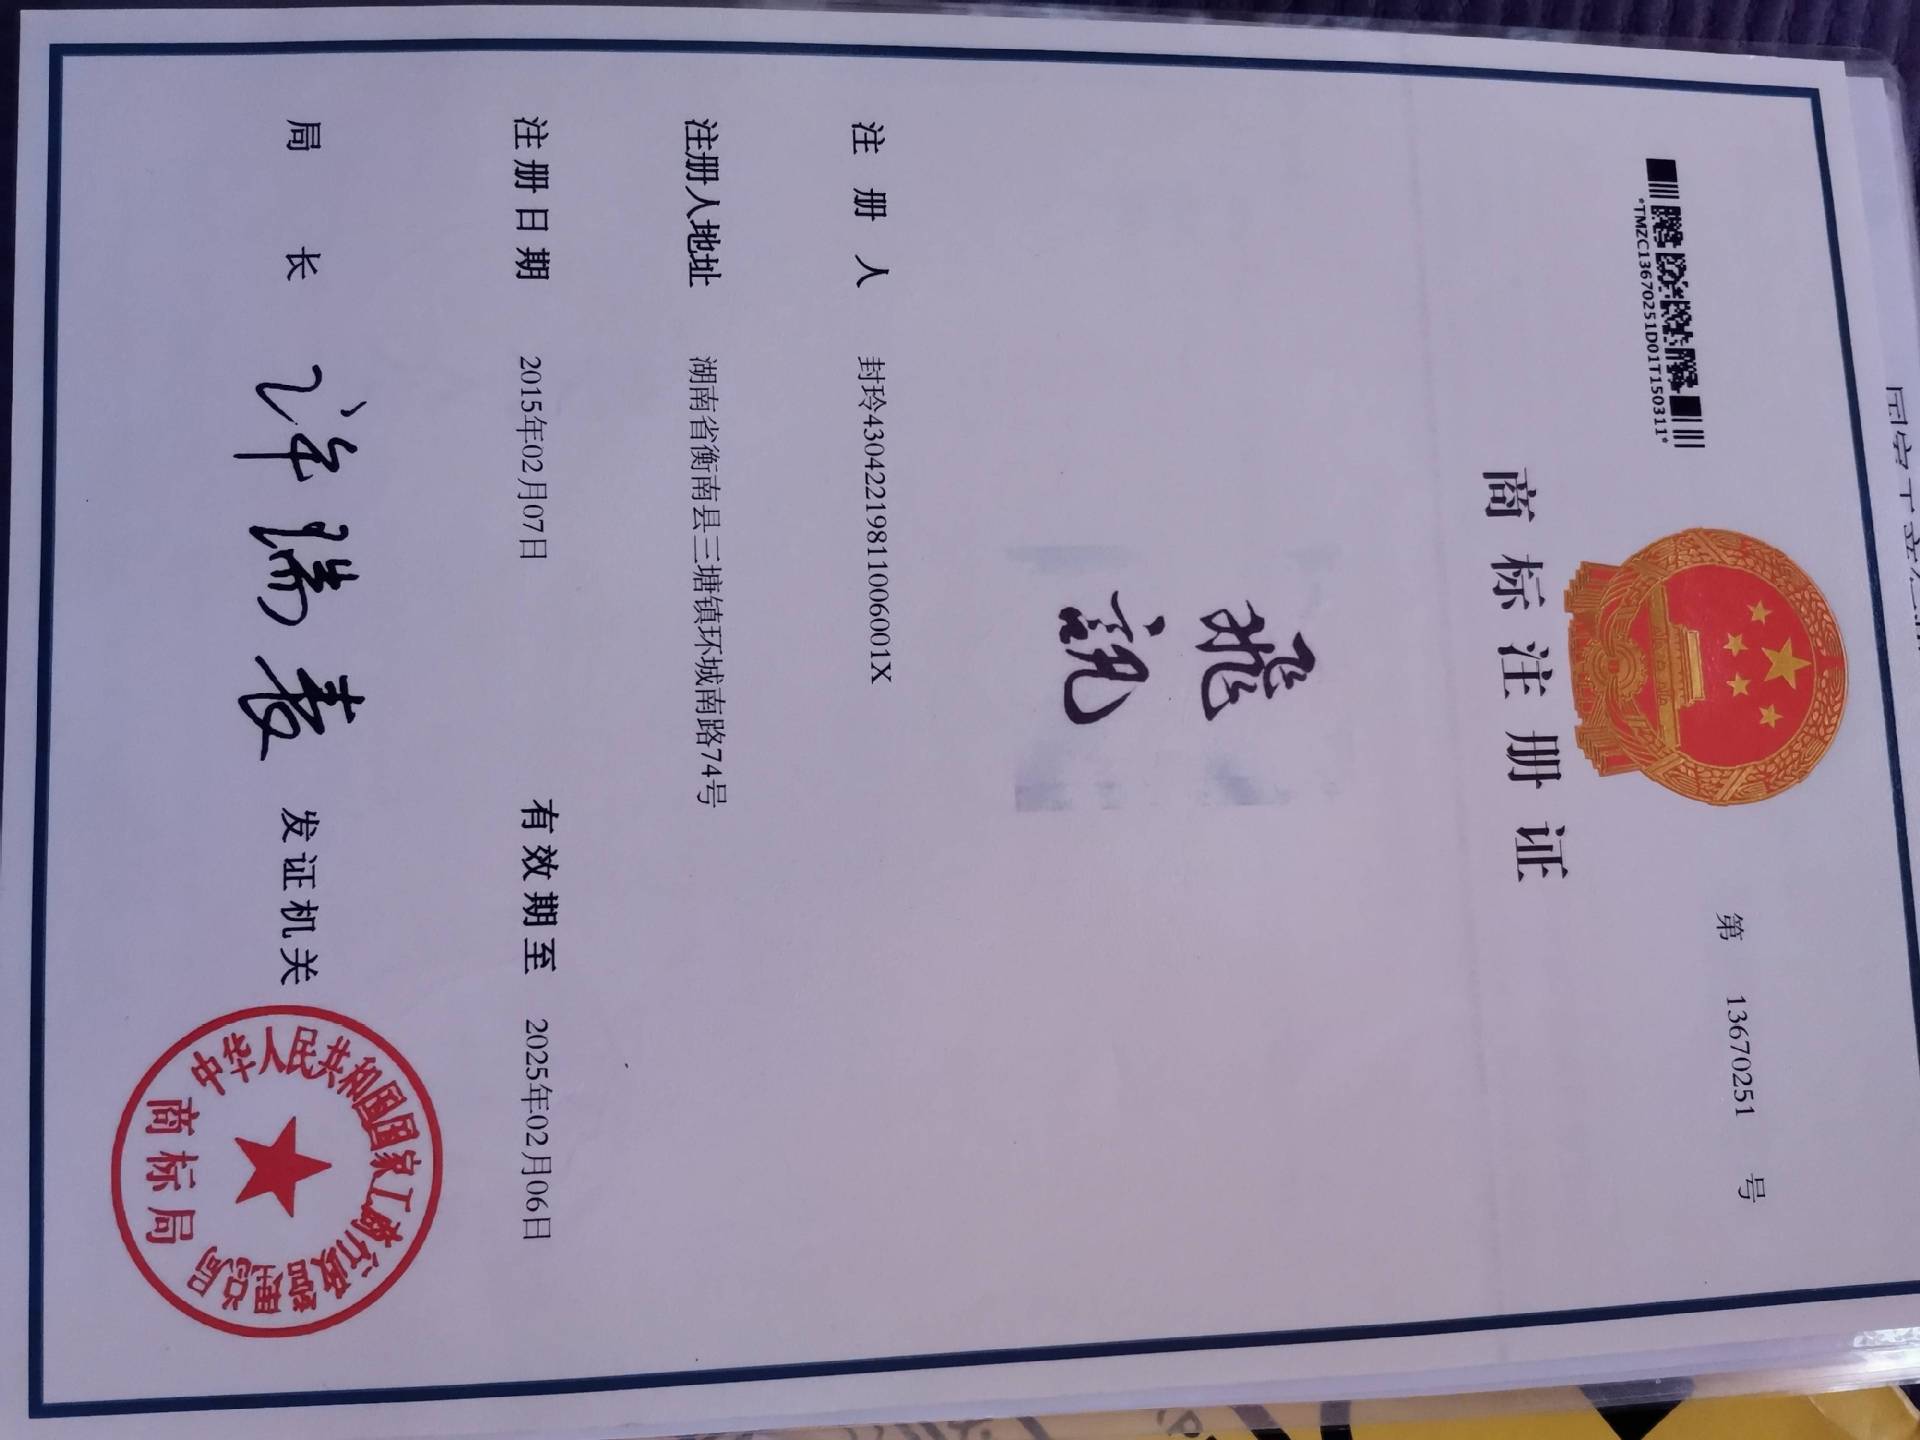 *TMZC13670251D01T150311*
第 13670251 号
商标注册证
飛
注册人 封玲430422198110060​01X
注册人地址 湖南省衡南县三塘镇环城南路74号
注册日期 2015年02月07日 有效期至 2025年02月06日
局长 许瑞表 发证机关
中华人民共和国国家工商行政管理总局
商标局